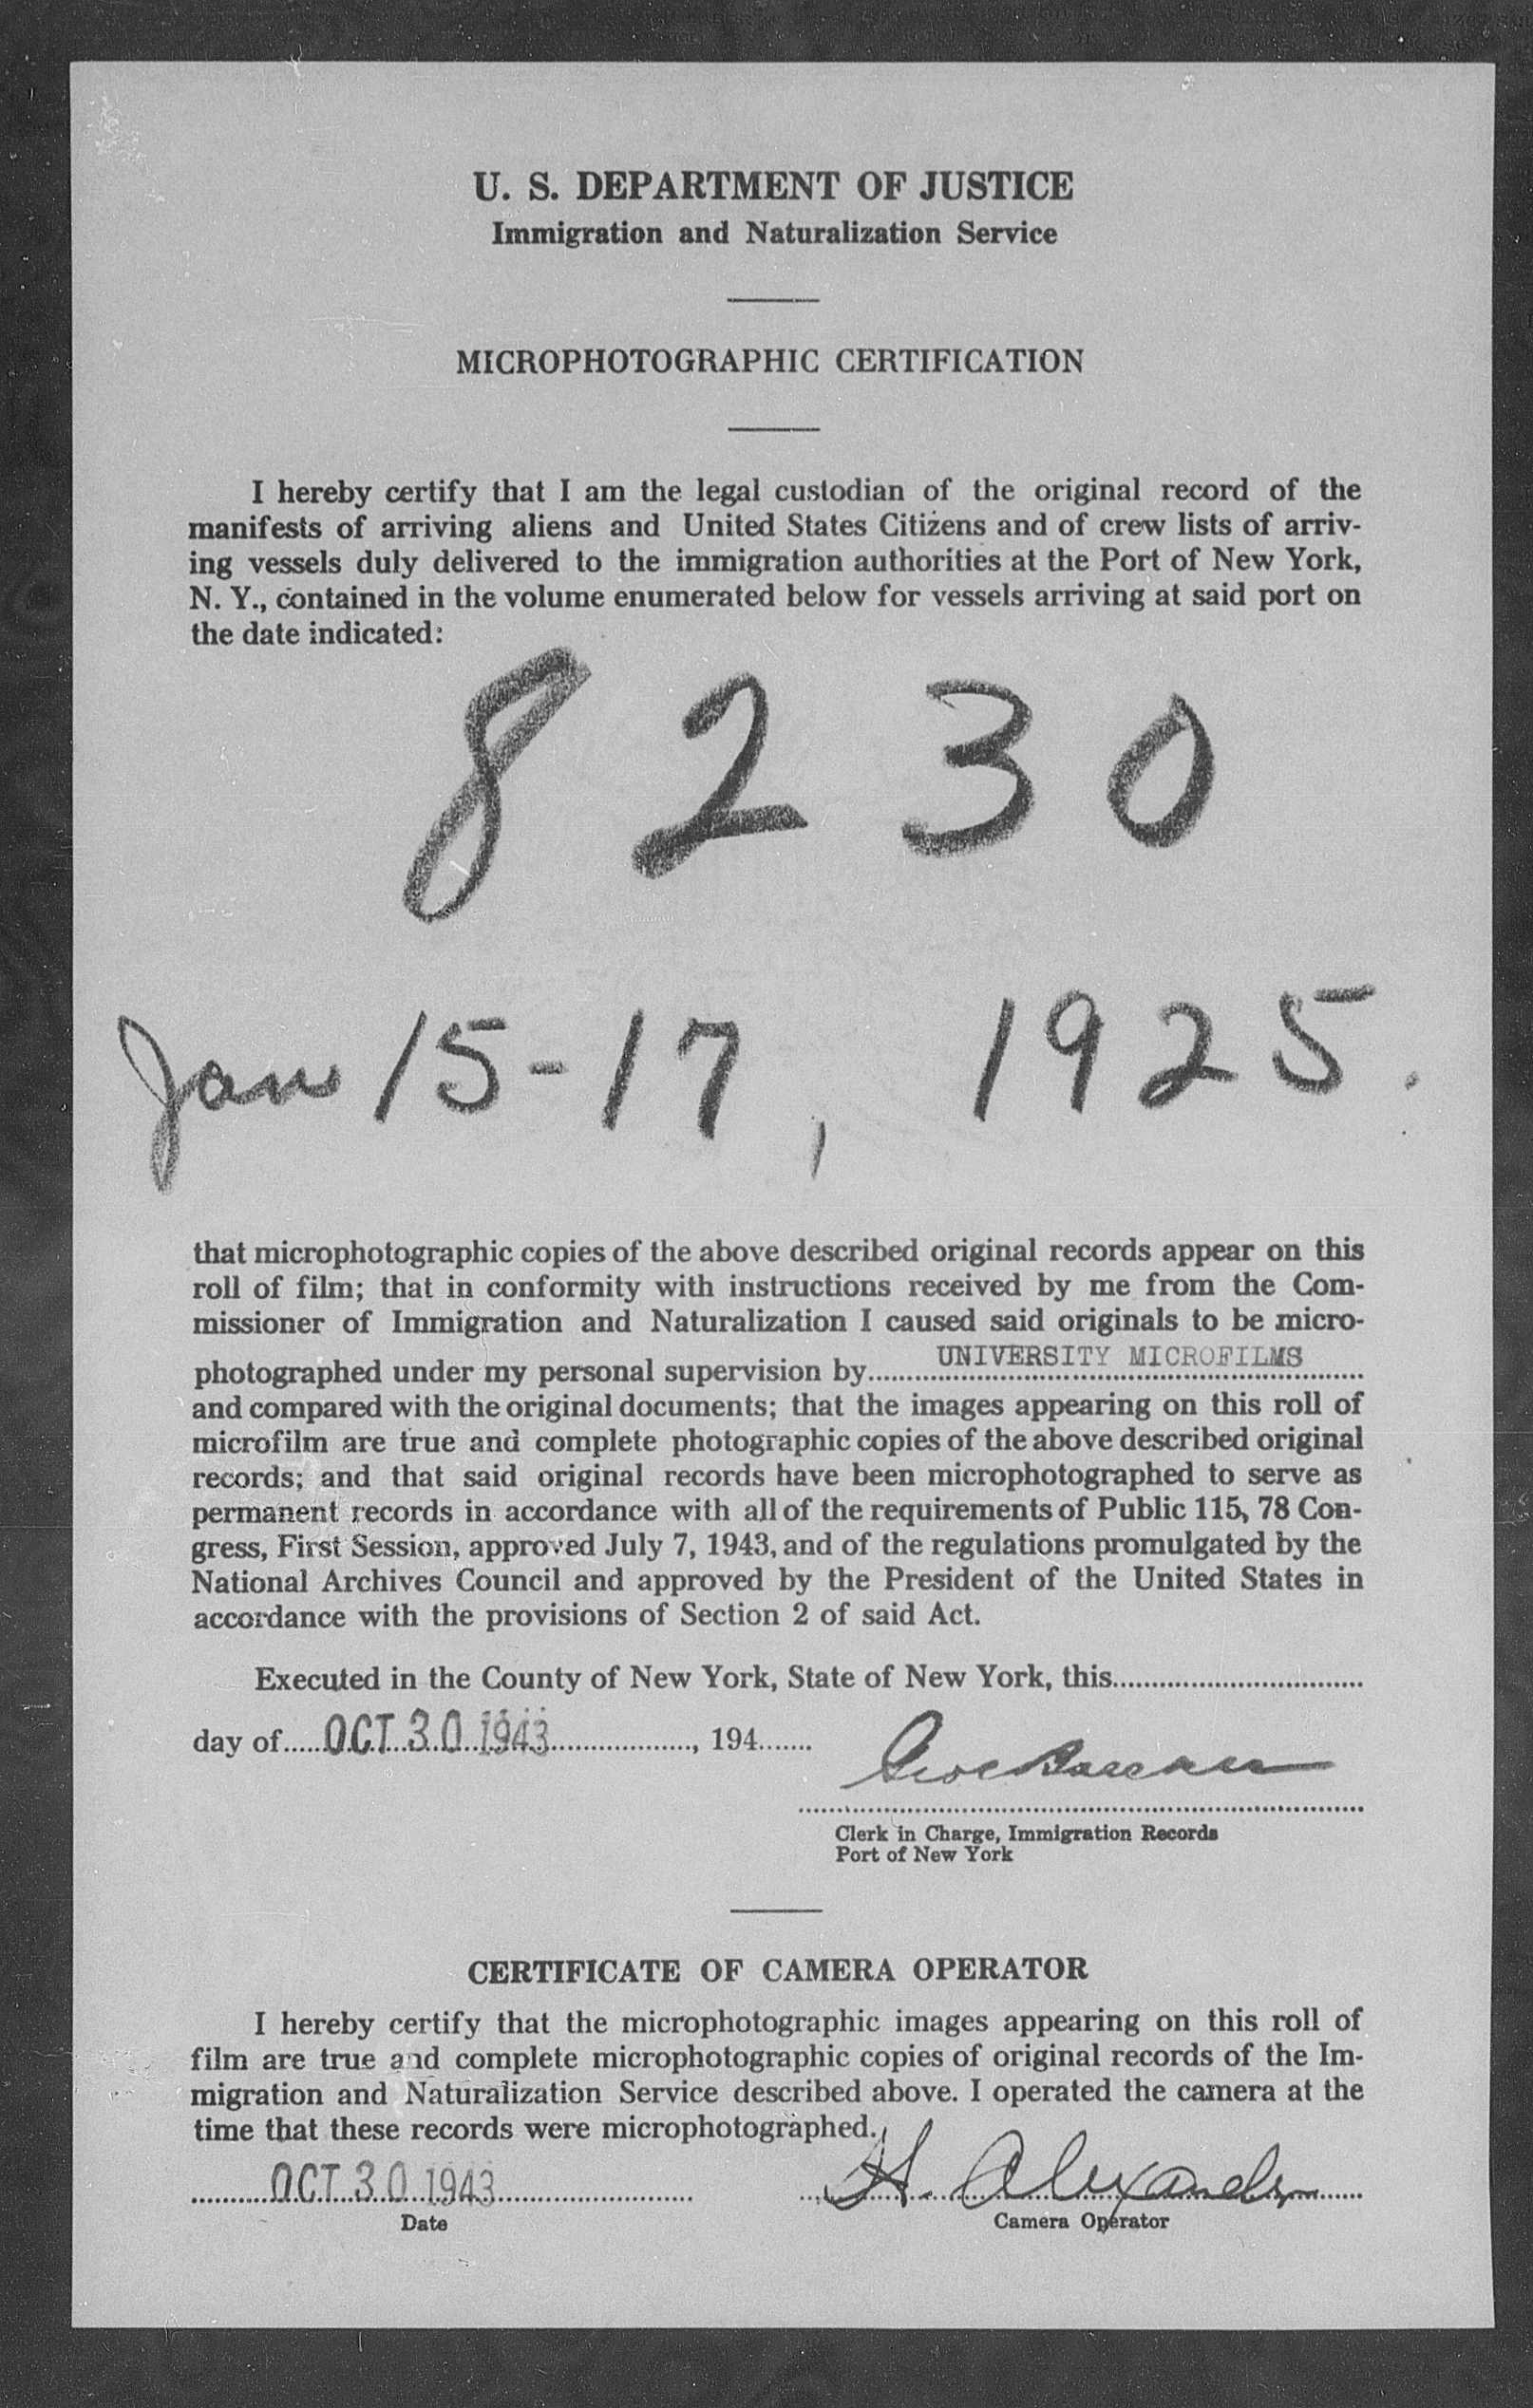 U. S. DEPARTMENT OF JUSTICE
Immigration and Naturalization Service
MICROPHOTOGRAPHIC CERTIFICATION
I hereby certify that I am the legal custodian of the original record of the
manifests of arriving aliens and United States Citizens and of crew lists of arriv-
ing vessels duly delivered to the immigration authorities at the Port of New York,
N. Y., contained in the volume enumerated below for vessels arriving at said port on
the date indicated:
8230
Jan 15-17, 1925.
that microphotographic copies of the above described original records appear on this
roll of film; that in conformity with instructions received by me from the Com-
missioner of Immigration and Naturalization I caused said originals to be micro-
photographed under my personal supervision by UNIVERSITY MICROFILMS
and compared with the original documents; that the images appearing on this roll of
microfilm are true and complete photographic copies of the above described original
records; and that said original records have been microphotographed to serve as
permanent records in accordance with all of the requirements of Public 115, 78 Con-
gress, First Session, approved July 7, 1943, and of the regulations promulgated by the
National Archives Council and approved by the President of the United States in
accordance with the provisions of Section 2 of said Act.
Executed in the County of New York, State of New York, this
day of OCT 30 1943, 194
Clerk in Charge, Immigration Records
Port of New York
CERTIFICATE OF CAMERA OPERATOR
I hereby certify that the microphotographic images appearing on this roll of
film are true and complete microphotographic copies of original records of the Im-
migration and Naturalization Service described above. I operated the camera at the
time that these records were microphotographed.
OCT 30 1943 H. Alexander
Date Camera Operator